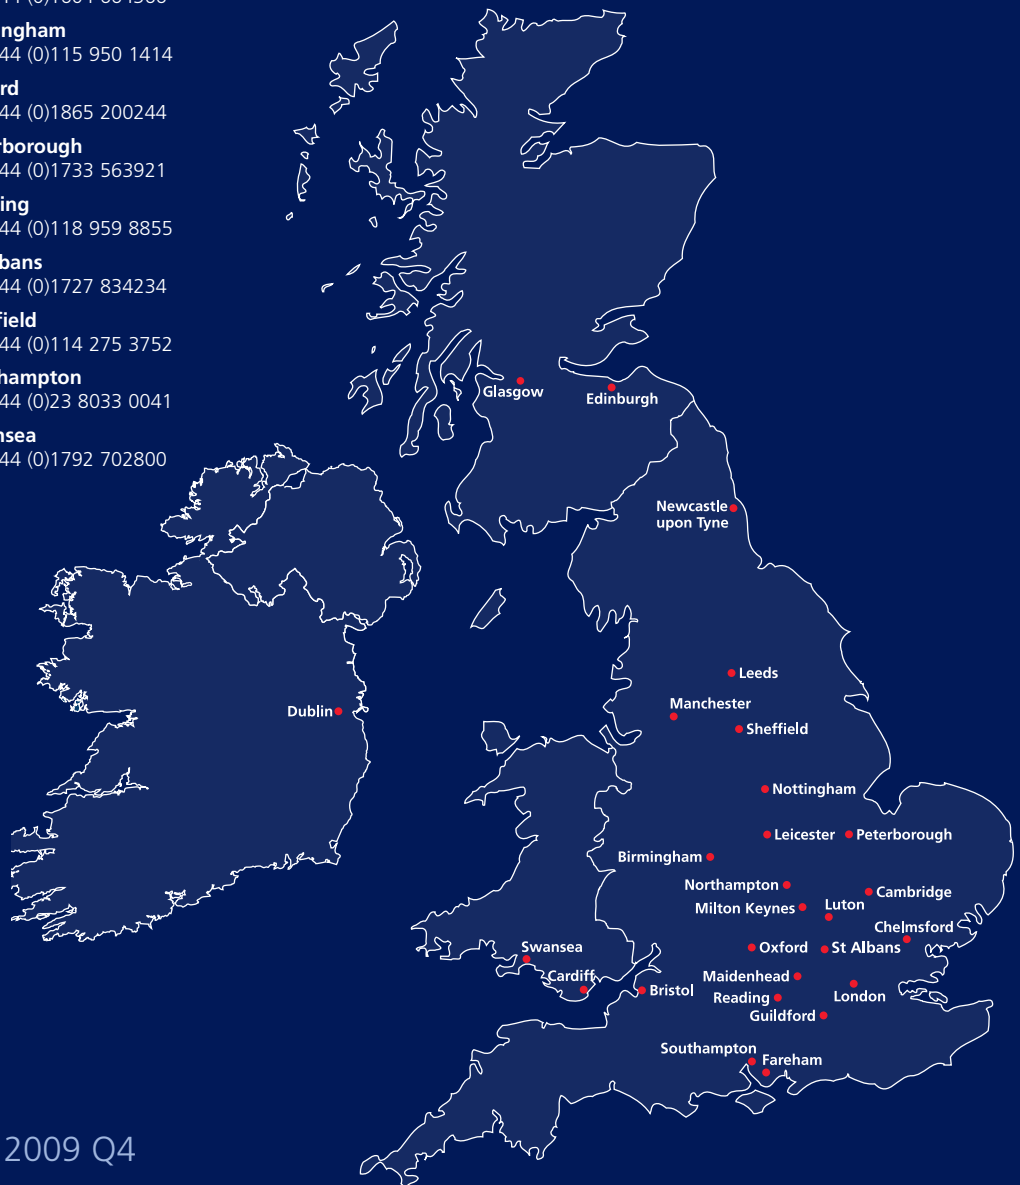 ingham
44 (0)115 950 1414
rd
44 (0)1865 200244
rborough
44 (0)1733 563921
ing
44 (0)118 959 8855
bans
44 (0)1727 834234
field
44 (0)114 275 3752
hampton
44 (0)23 8033 0041
nsea
44 (0)1792 702800
Glasgow
Edinburgh
Newcastle
upon Tyne
Leeds
Manchester
Dublin
Sheffield
Nottingham
Leicester
Peterborough
Birmingham
Northampton
Cambridge
Milton Keynes
Luton
Chelmsford
Swansea
Oxford
St Albans
Cardiff
Maidenhead
Bristol
Reading
London
Guildford
Southampton
Fareham
2009 Q4